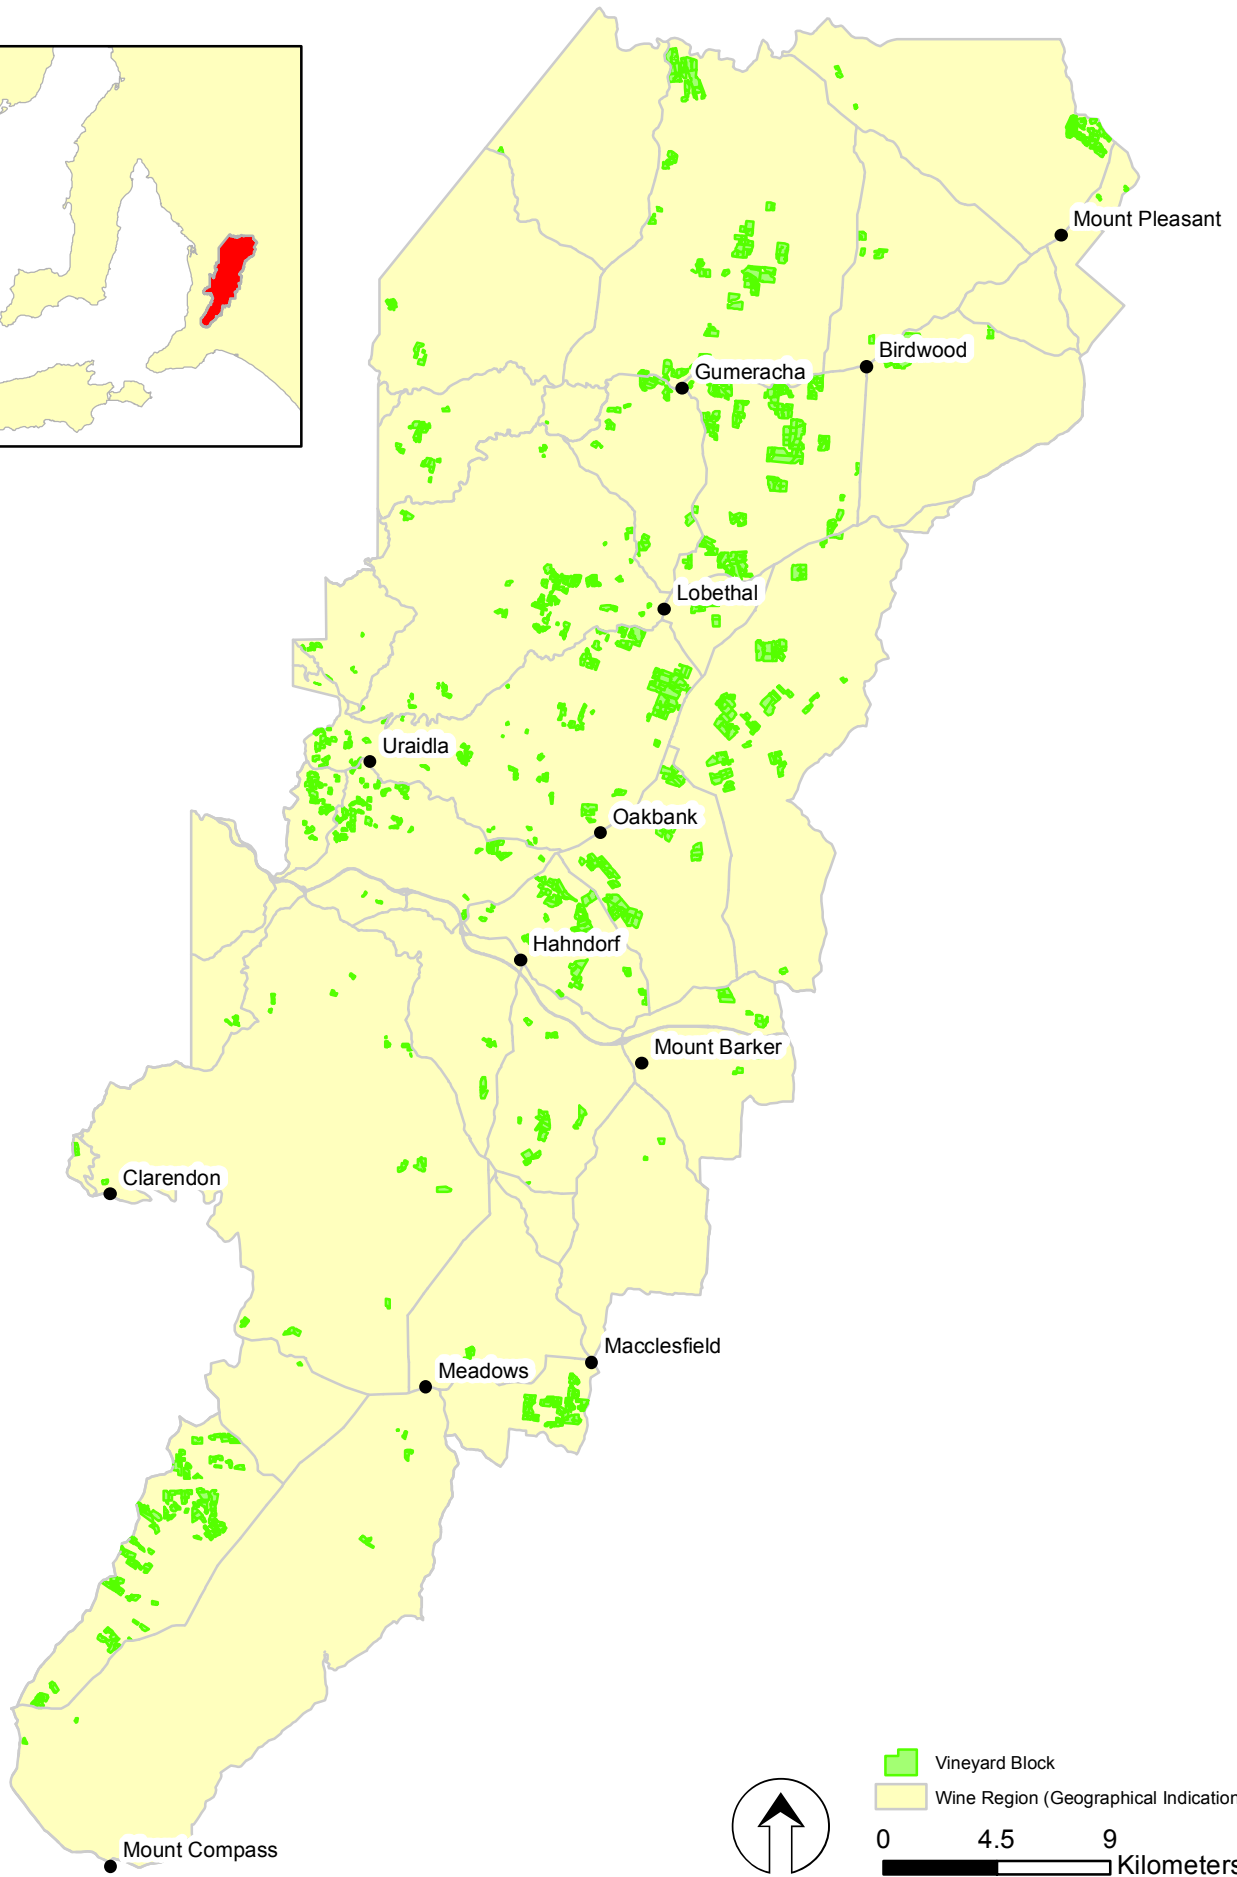 Mount Pleasant
Birdwood
Gumeracha
Lobethal
Uraidla
Oakbank
Hahndorf
Mount Barker
Clarendon
Macclesfield
Meadows
Mount Compass
Vineyard Block
Wine Region (Geographical Indication
0 4.5 9
Kilometers